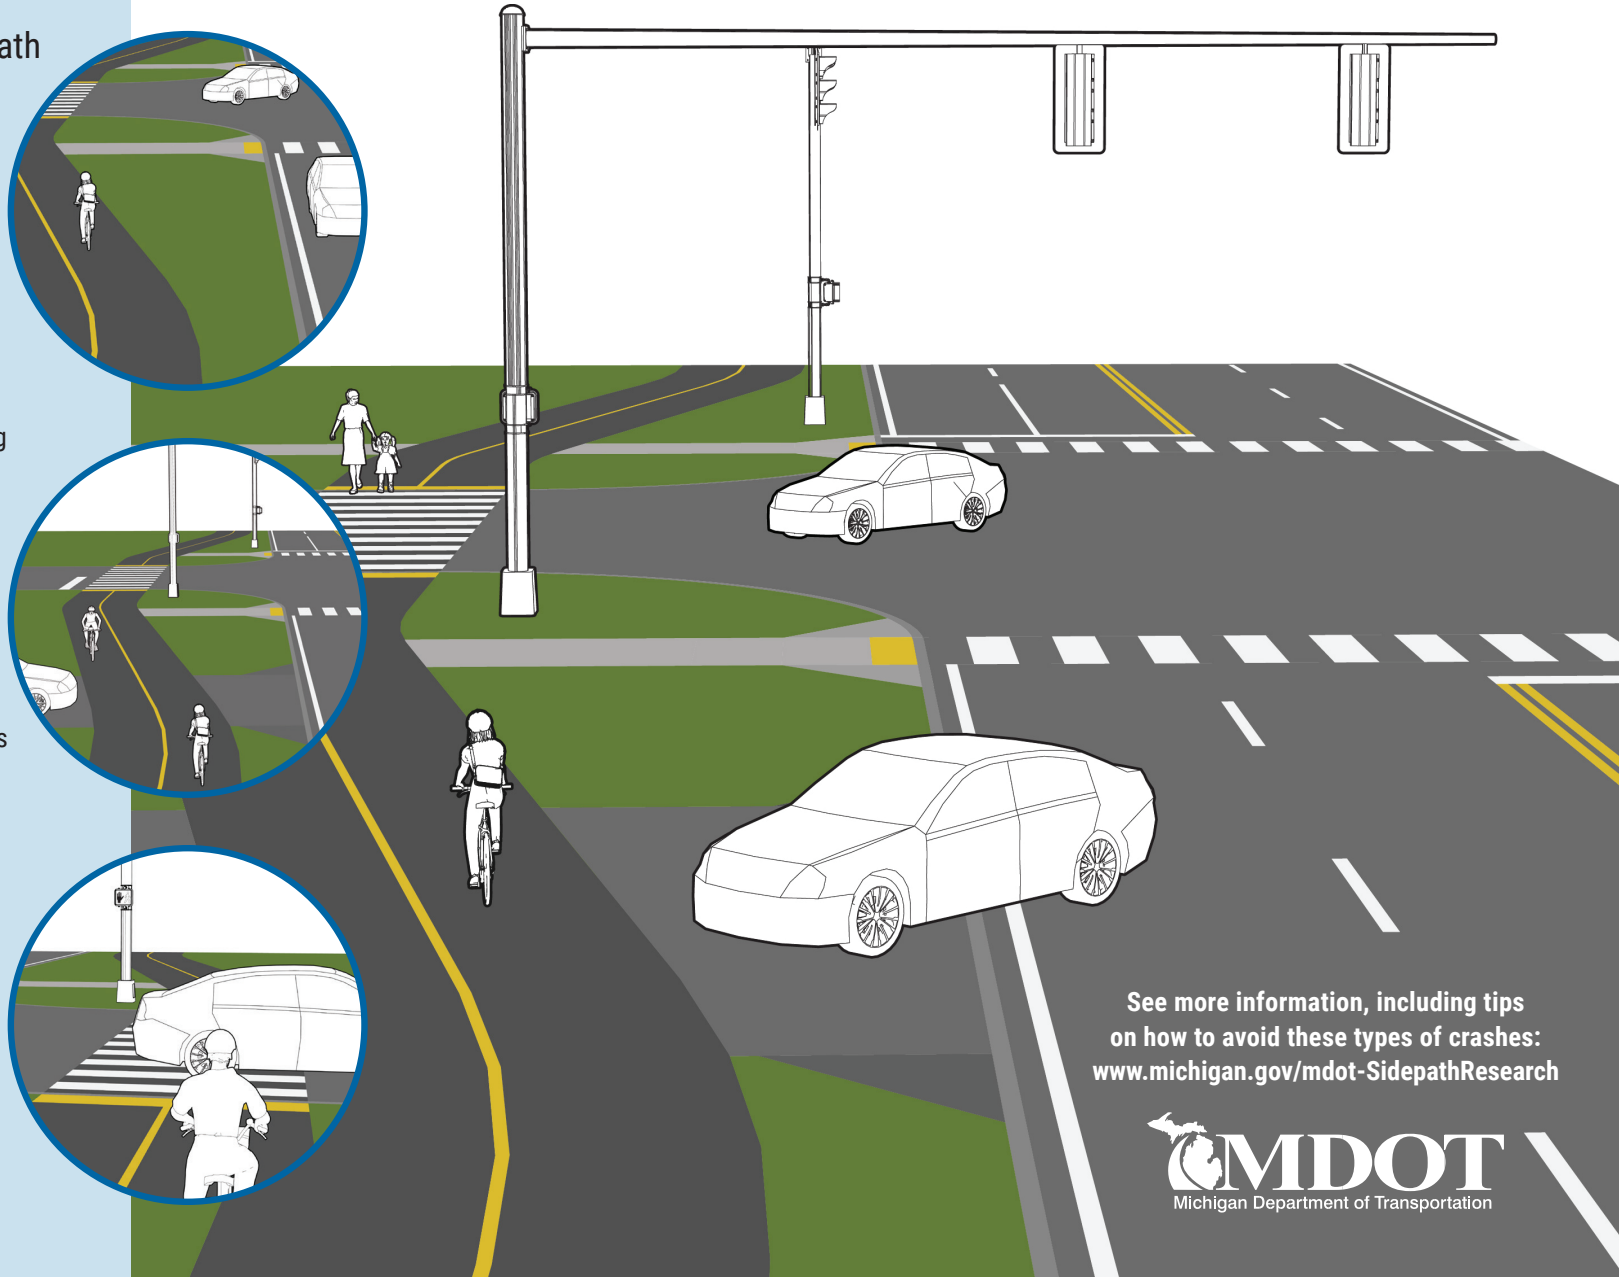 ath
g
s
See more information, including tips
on how to avoid these types of crashes:
www.michigan.gov/mdot-SidepathResearch
MDOT
Michigan Department of Transportation